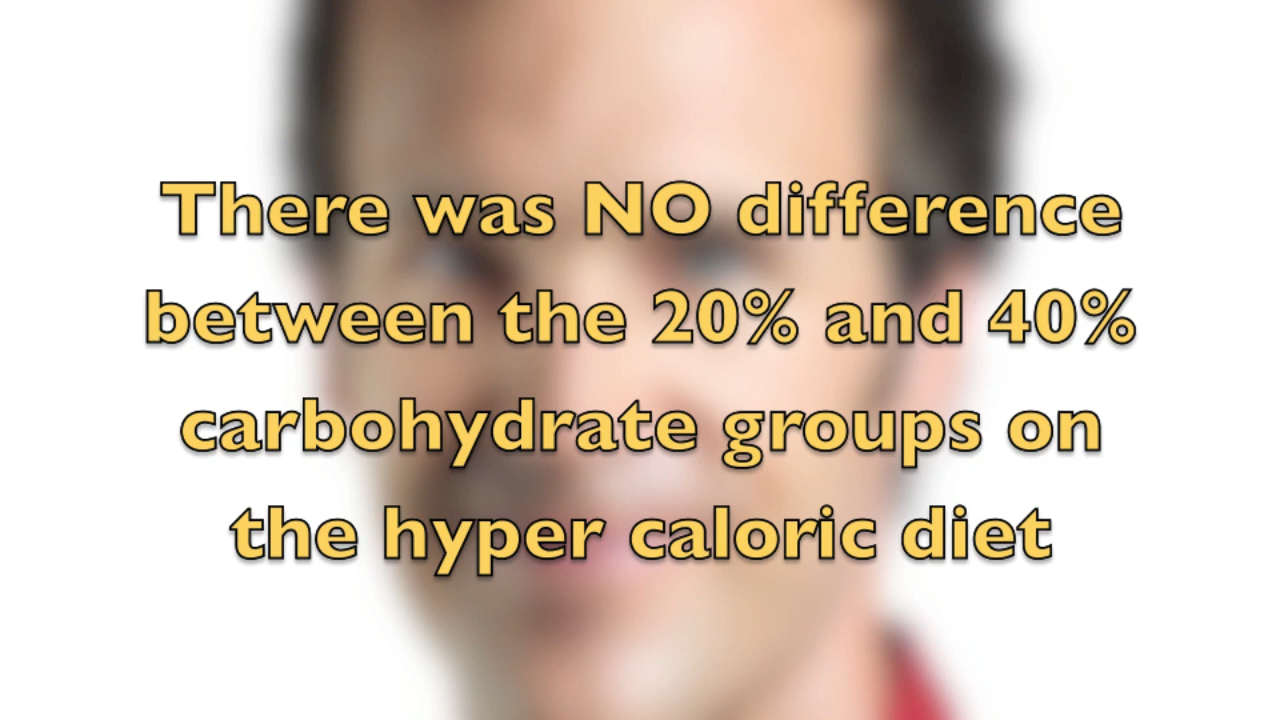 There was NO difference
between the 20% and 40%
carbohydrate groups on
the hyper caloric diet